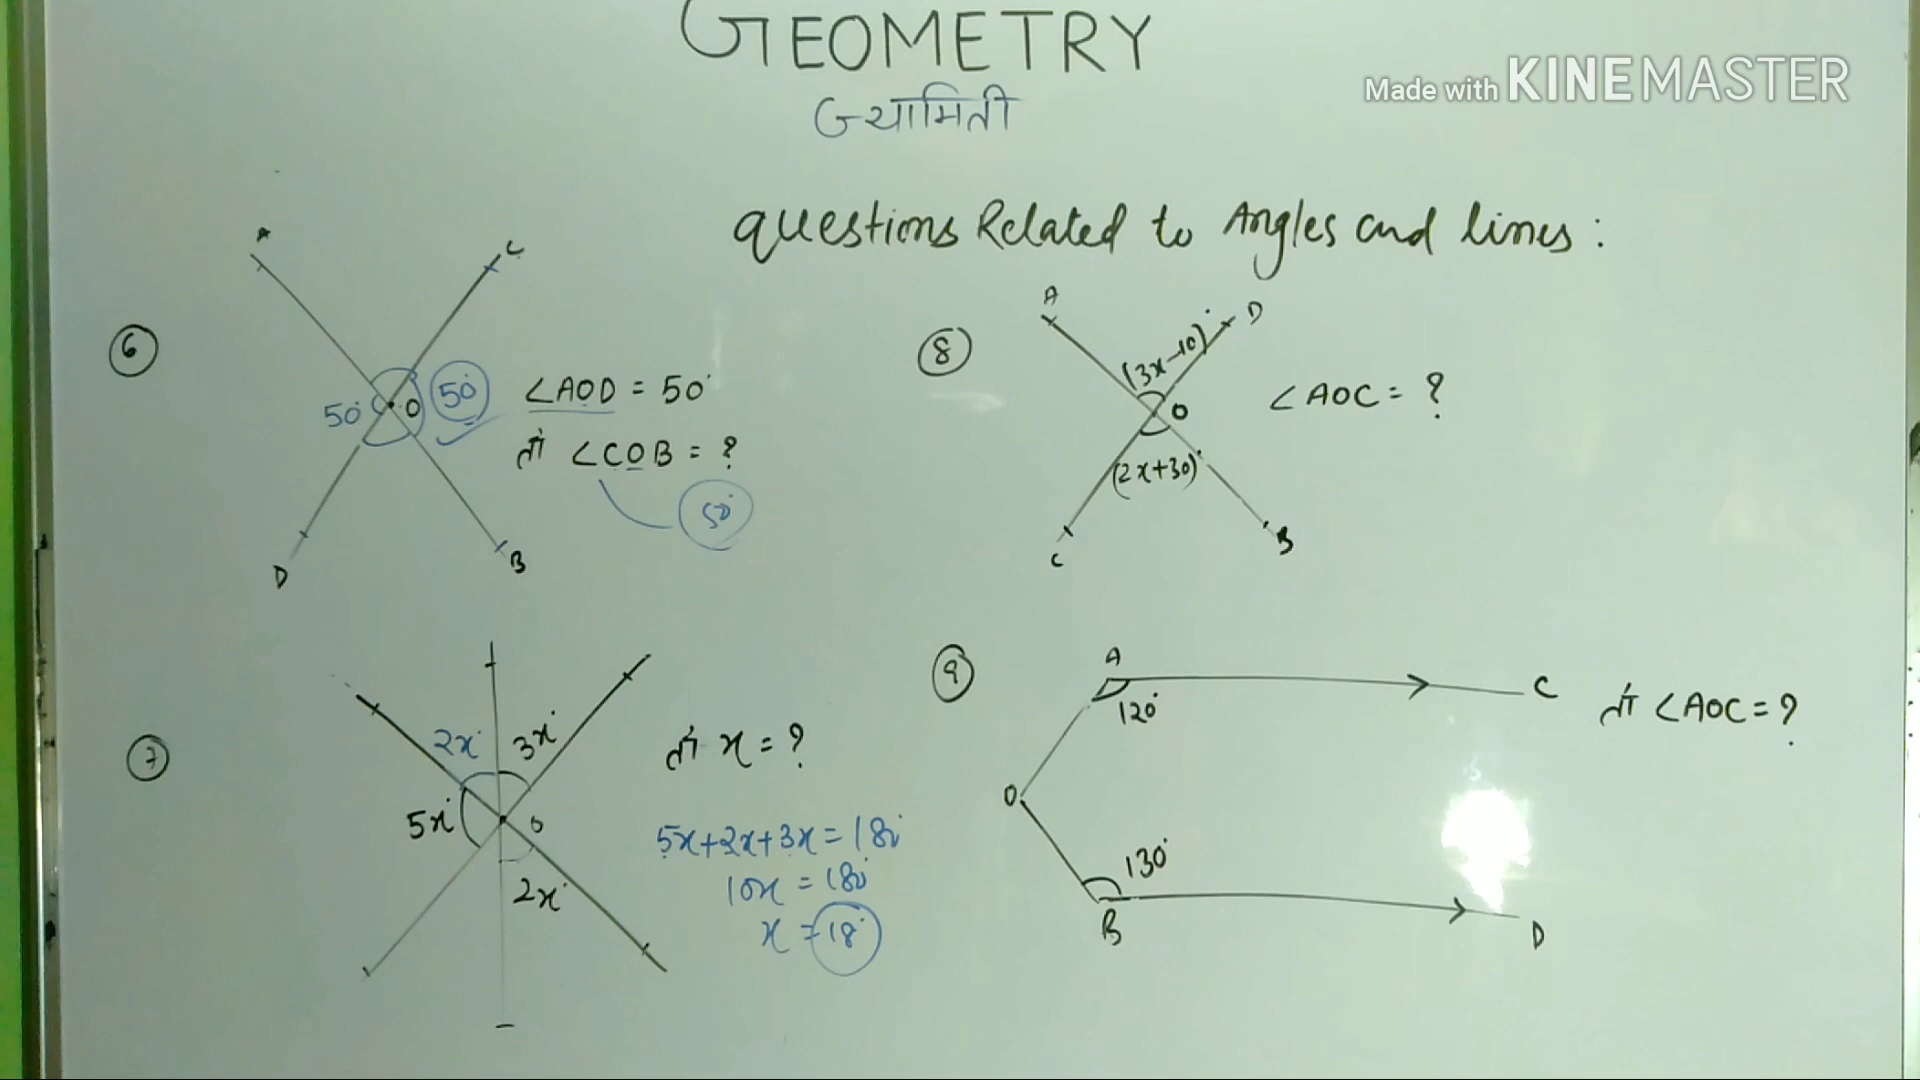 GEOMETRY
Made with KINEMASTER
ज्यामिती
questions Related to Angles and lines :
6
A
C
50°
O
50°
D
B
∠AOD = 50°
तो ∠COB = ?
50°
8
A
D
(3x-10)°
O
(2x+30)°
C
B
∠AOC = ?
7
2x°
3x°
5x°
O
2x°
तो x = ?
5x+2x+3x=180°
10x = 180°
x = 18°
9
A
C
120°
O
130°
B
D
तो ∠AOC = ?